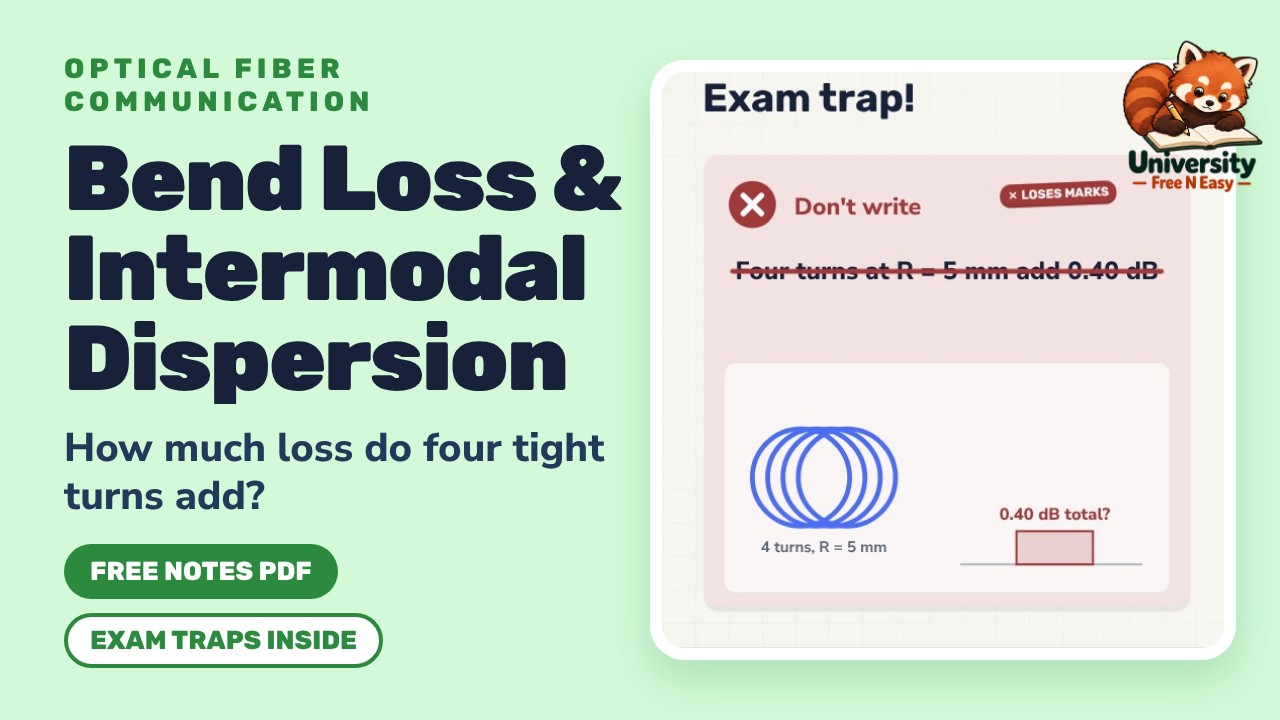 OPTICAL FIBER
COMMUNICATION
Bend Loss &
Intermodal
Dispersion
How much loss do four tight
turns add?
FREE NOTES PDF
EXAM TRAPS INSIDE
Exam trap!
Don't write
× LOSES MARKS
Four turns at R = 5 mm add 0.40 dB
4 turns, R = 5 mm
0.40 dB total?
University
Free N Easy